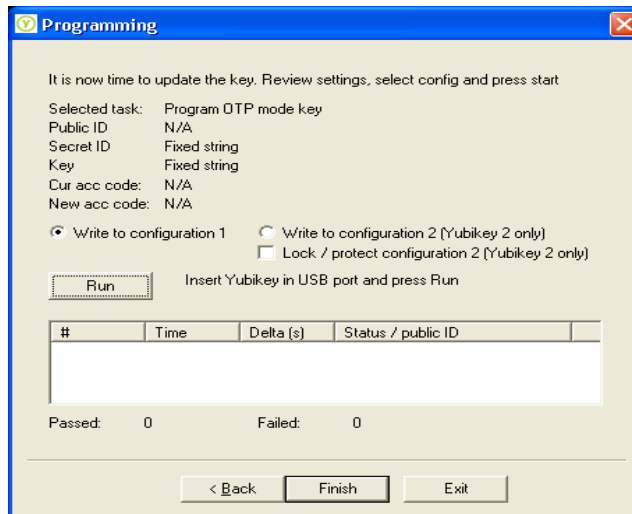 Programming
It is now time to update the key. Review settings, select config and press start
Selected task: Program OTP mode key
Public ID N/A
Secret ID Fixed string
Key Fixed string
Cur acc code: N/A
New acc code: N/A
Write to configuration 1 Write to configuration 2 (Yubikey 2 only)
Lock / protect configuration 2 (Yubikey 2 only)
Run Insert Yubikey in USB port and press Run
# Time Delta (s) Status / public ID
Passed: 0 Failed: 0
< Back Finish Exit